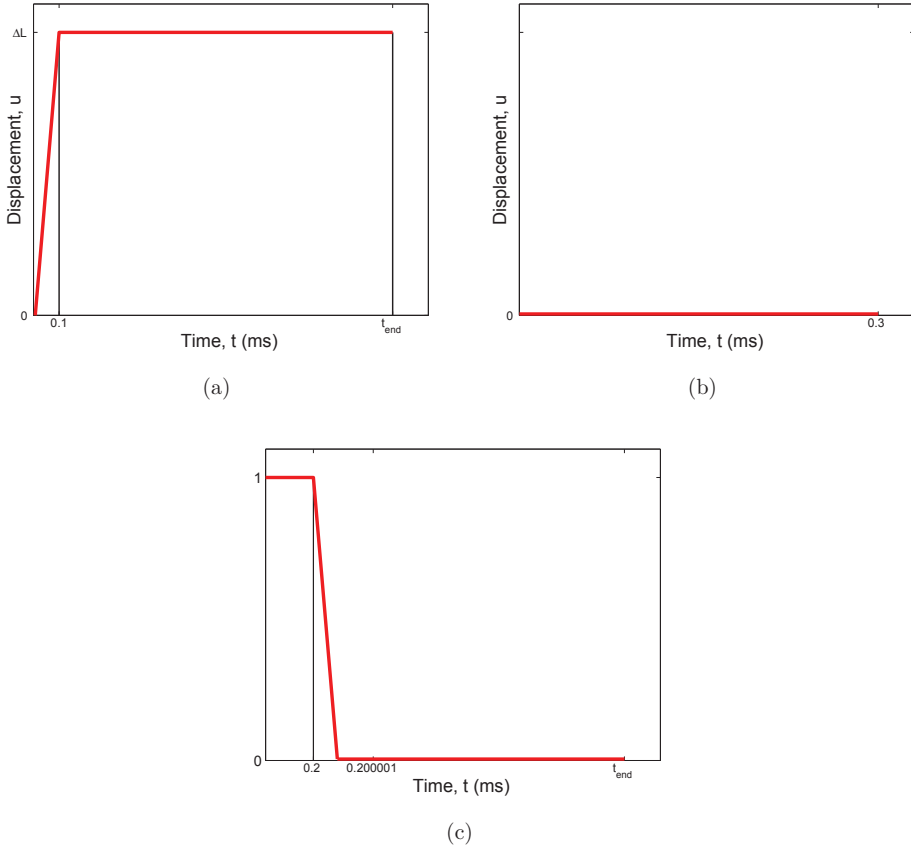 ΔL
Displacement, u
0
0.1
t_end
Time, t (ms)
(a)
Displacement, u
0
0.3
Time, t (ms)
(b)
1
0
0.2
0.200001
t_end
Time, t (ms)
(c)